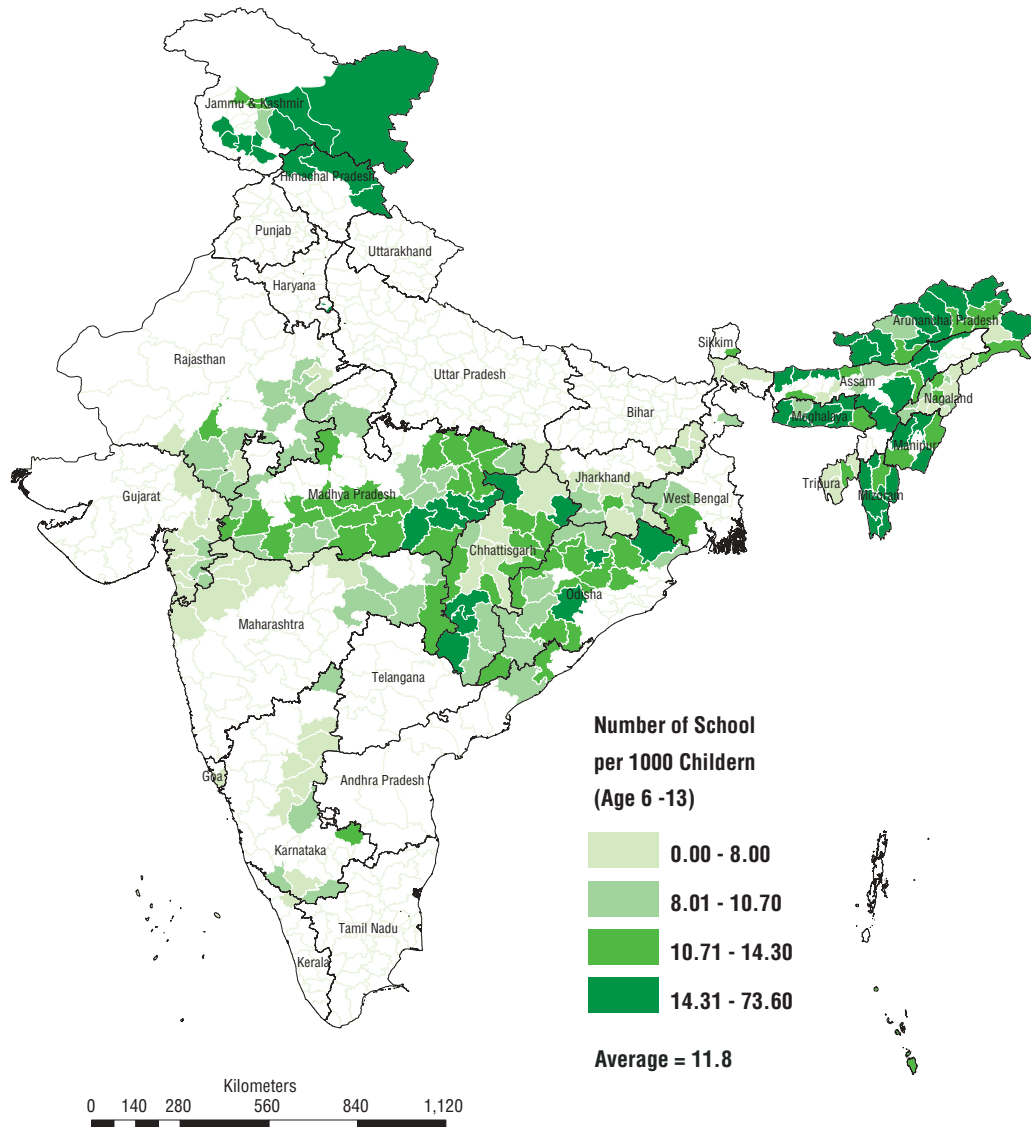 Jammu & Kashmir
Himachal Pradesh
Punjab
Uttarakhand
Haryana
Rajasthan
Uttar Pradesh
Sikkim
Arunanchal Pradesh
Assam
Nagaland
Bihar
Meghalaya
Manipur
Tripura
Mizoram
Jharkhand
West Bengal
Gujarat
Madhya Pradesh
Chhattisgarh
Odisha
Maharashtra
Telangana
Goa
Andhra Pradesh
Karnataka
Tamil Nadu
Kerala
Number of School
per 1000 Childern
(Age 6 -13)
0.00 - 8.00
8.01 - 10.70
10.71 - 14.30
14.31 - 73.60
Average = 11.8
Kilometers
0 140 280 560 840 1,120